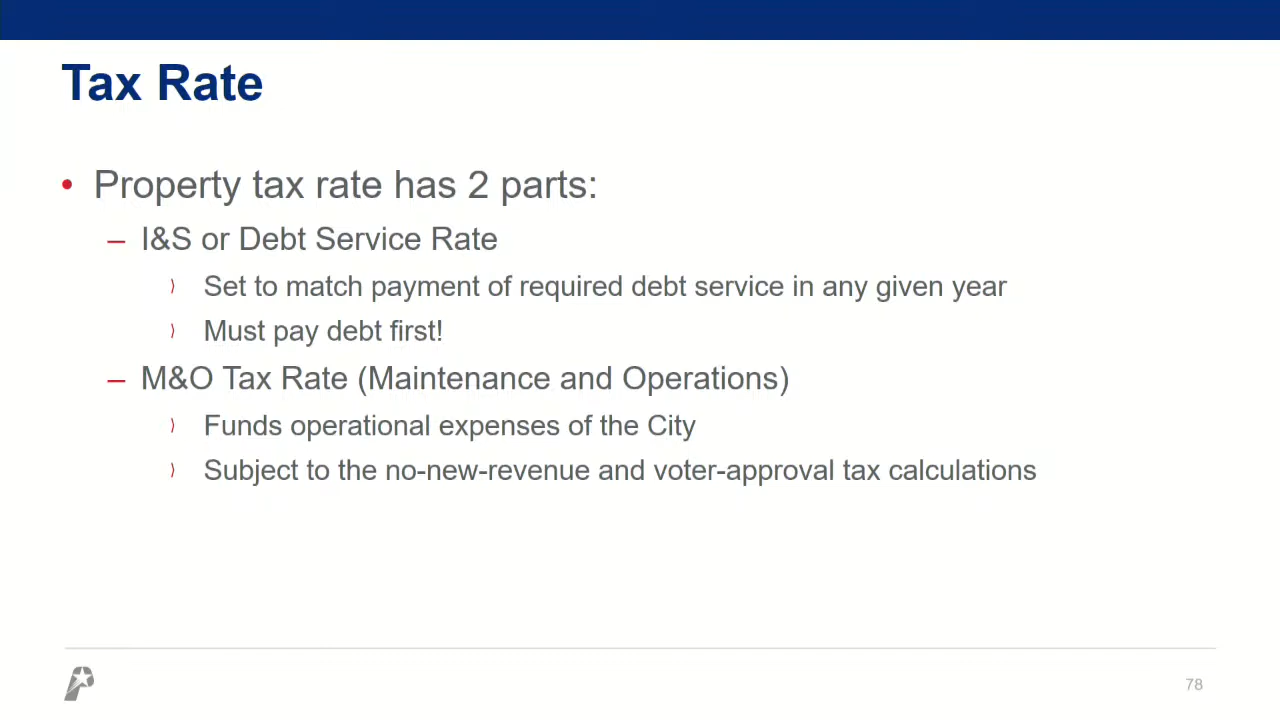 Tax Rate
• Property tax rate has 2 parts:
– I&S or Debt Service Rate
⟩ Set to match payment of required debt service in any given year
⟩ Must pay debt first!
– M&O Tax Rate (Maintenance and Operations)
⟩ Funds operational expenses of the City
⟩ Subject to the no-new-revenue and voter-approval tax calculations
78